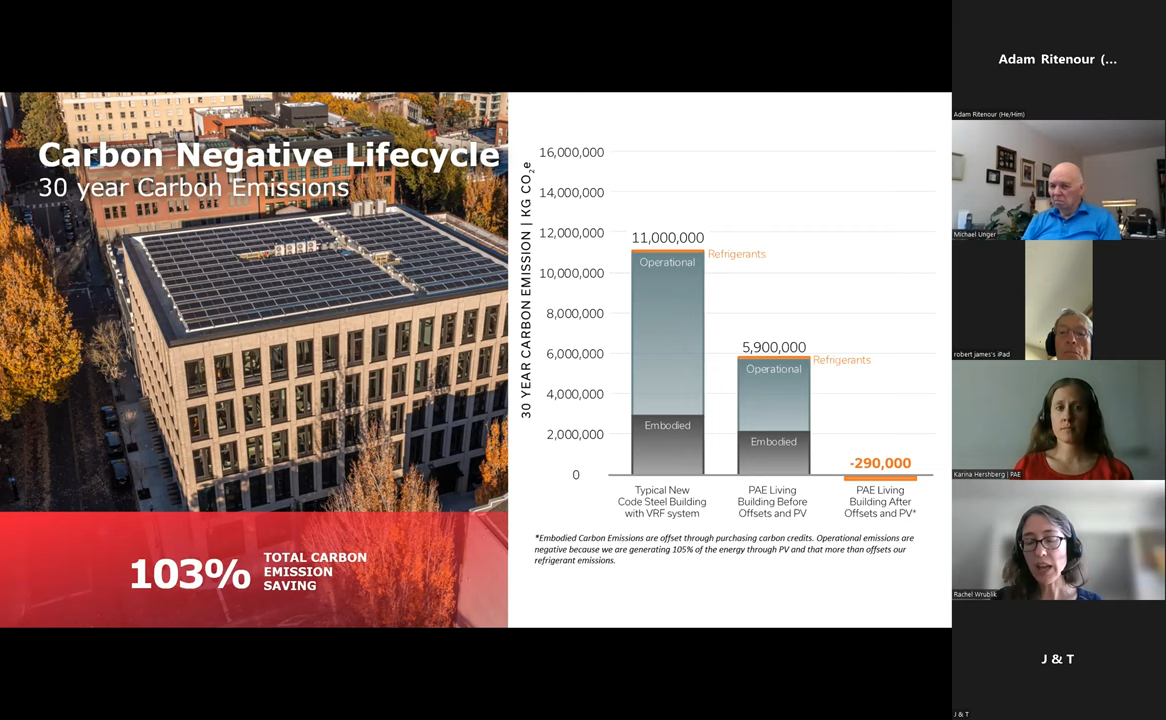 Carbon Negative Lifecycle
30 year Carbon Emissions
103%
TOTAL CARBON
EMISSION
SAVING
30 YEAR CARBON EMISSION | KG CO2e
16,000,000
14,000,000
12,000,000
10,000,000
8,000,000
6,000,000
4,000,000
2,000,000
0
11,000,000
Refrigerants
Operational
Embodied
5,900,000
Refrigerants
Operational
Embodied
-290,000
Typical New
Code Steel Building
with VRF system
PAE Living
Building Before
Offsets and PV
PAE Living
Building After
Offsets and PV*
*Embodied Carbon Emissions are offset through purchasing carbon credits. Operational emissions are
negative because we are generating 105% of the energy through PV and that more than offsets our
refrigerant emissions.
Adam Ritenour (...
Adam Ritenour (He/Him)
Michael Unger
robert james's iPad
Karina Hershberg | PAE
Rachel Wrublik
J & T
J & T